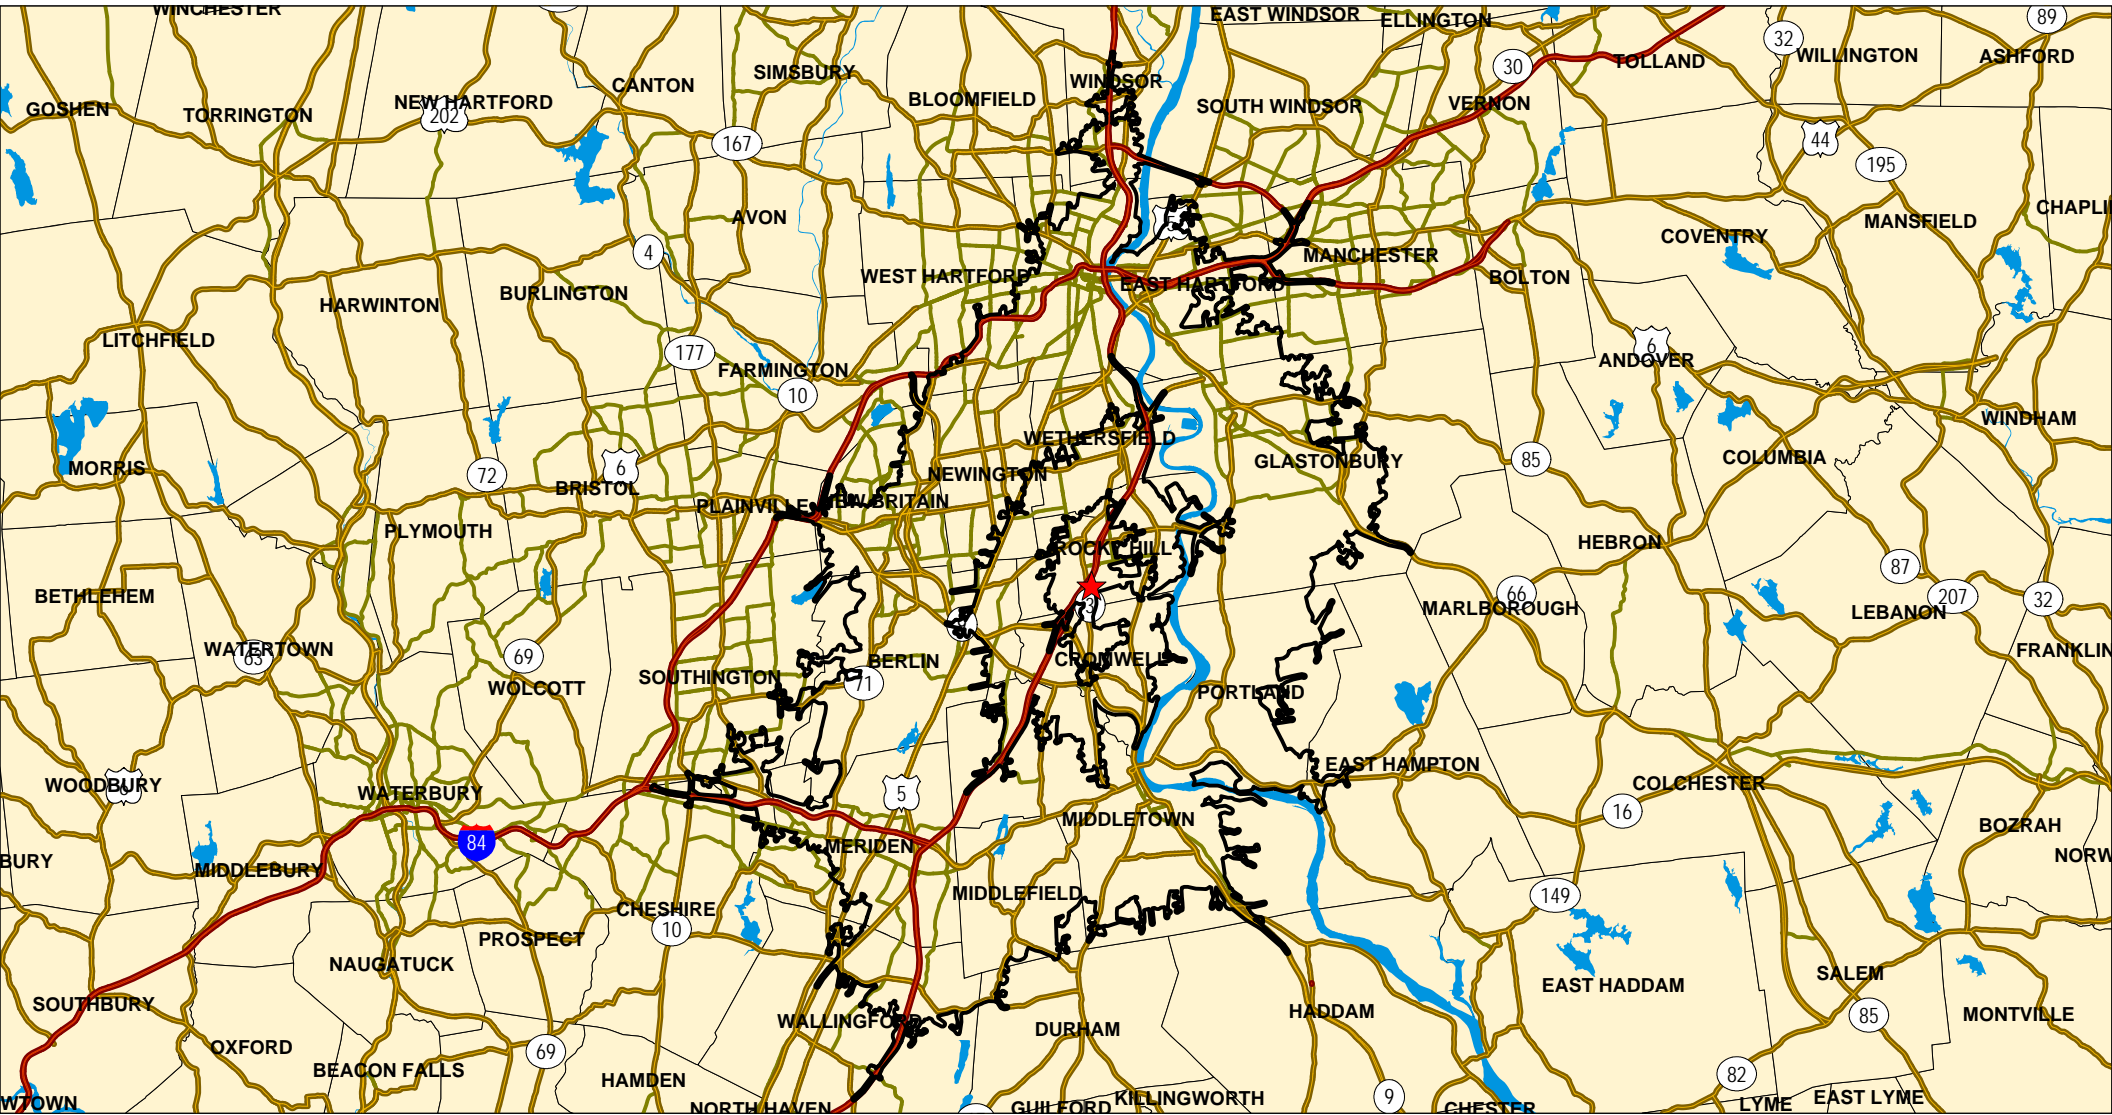 WINCHESTER
EAST WINDSOR
ELLINGTON
89
32
WILLINGTON
ASHFORD
TOLLAND
30
SIMSBURY
CANTON
WINDSOR
BLOOMFIELD
SOUTH WINDSOR
VERNON
NEW HARTFORD
202
TORRINGTON
GOSHEN
167
44
195
AVON
5
MANSFIELD
CHAPLI
COVENTRY
4
MANCHESTER
WEST HARTFORD
EAST HARTFORD
BOLTON
BURLINGTON
HARWINTON
LITCHFIELD
177
6
ANDOVER
FARMINGTON
10
WINDHAM
WETHERSFIELD
GLASTONBURY
85
COLUMBIA
MORRIS
72
6
BRISTOL
NEWINGTON
PLAINVILLE
EW BRITAIN
PLYMOUTH
ROCKY HILL
HEBRON
87
BETHLEHEM
3
66
MARLBOROUGH
207
LEBANON
32
WATERTOWN
63
69
BERLIN
CROMWELL
FRANKLIN
SOUTHINGTON
71
WOLCOTT
PORTLAND
WOODBURY
6
WATERBURY
5
EAST HAMPTON
COLCHESTER
16
MIDDLETOWN
BOZRAH
84
MERIDEN
BURY
MIDDLEBURY
NORW
MIDDLEFIELD
149
CHESHIRE
10
PROSPECT
NAUGATUCK
SALEM
EAST HADDAM
SOUTHBURY
WALLINGFORD
HADDAM
85
MONTVILLE
DURHAM
OXFORD
69
BEACON FALLS
HAMDEN
82
9
KILLINGWORTH
EAST LYME
LYME
WTOWN
NORTH HAVEN
GUILFORD
CHESTER